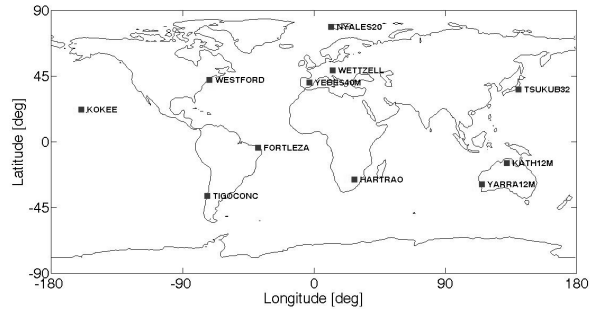 90
NYALES20
WETTZELL
45
WESTFORD
YEBES40M
TSUKUB32
KOKEE
Latitude [deg]
0
FORTLEZA
KATH12M
HARTRAO
YARRA12M
-45
TIGOCONC
-90
-180 -90 0 90 180
Longitude [deg]